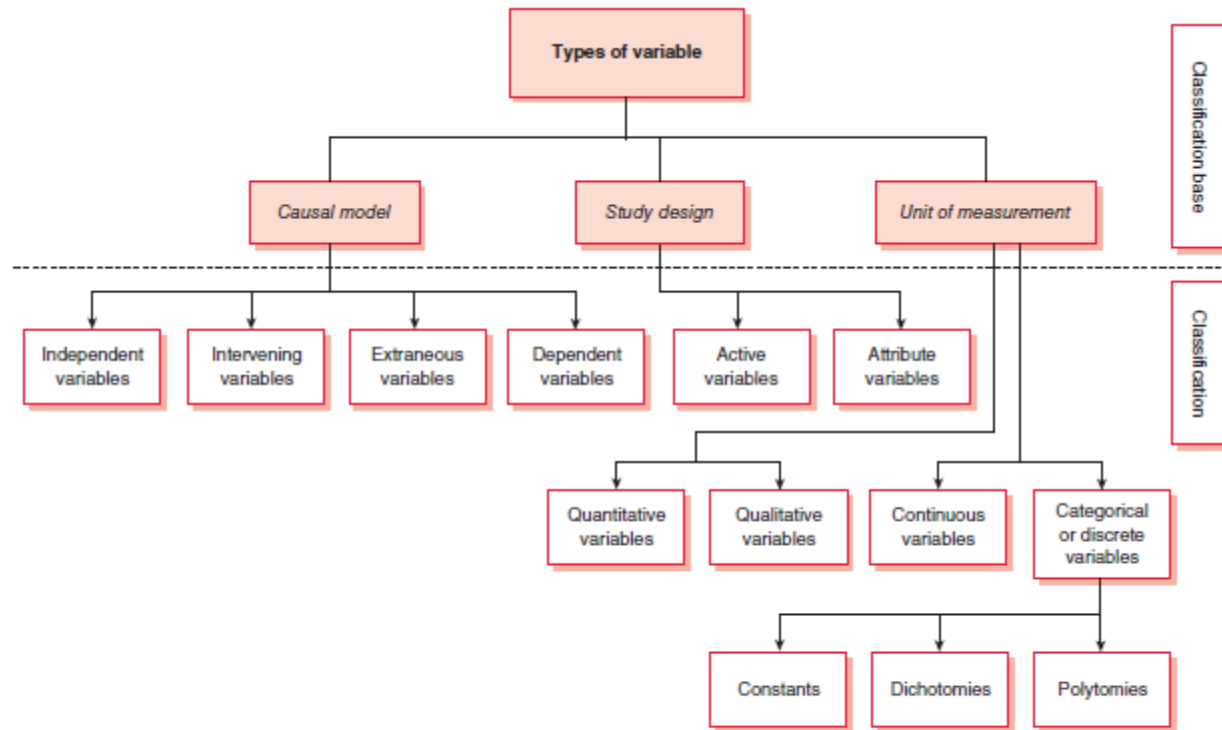 Types of variable
Classification base
Causal model
Study design
Unit of measurement
Classification
Independent
variables
Intervening
variables
Extraneous
variables
Dependent
variables
Active
variables
Attribute
variables
Quantitative
variables
Qualitative
variables
Continuous
variables
Categorical
or discrete
variables
Constants
Dichotomies
Polytomies